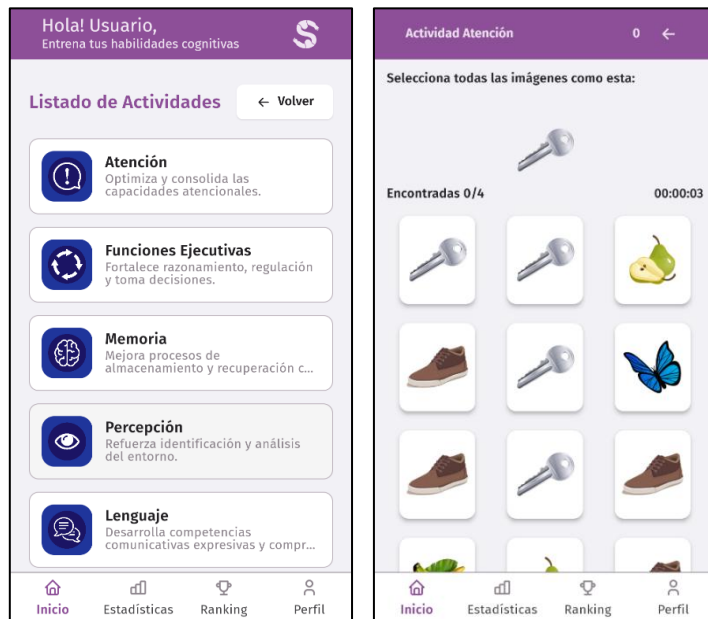 Hola! Usuario,
Entrena tus habilidades cognitivas
Listado de Actividades
← Volver
Atención
Optimiza y consolida las
capacidades atencionales.
Funciones Ejecutivas
Fortalece razonamiento, regulación
y toma decisiones.
Memoria
Mejora procesos de
almacenamiento y recuperación c...
Percepción
Refuerza identificación y análisis
del entorno.
Lenguaje
Desarrolla competencias
comunicativas expresivas y compr...
Inicio Estadísticas Ranking Perfil
Actividad Atención 0 ←
Selecciona todas las imágenes como esta:
Encontradas 0/4 00:00:03
Inicio Estadísticas Ranking Perfil